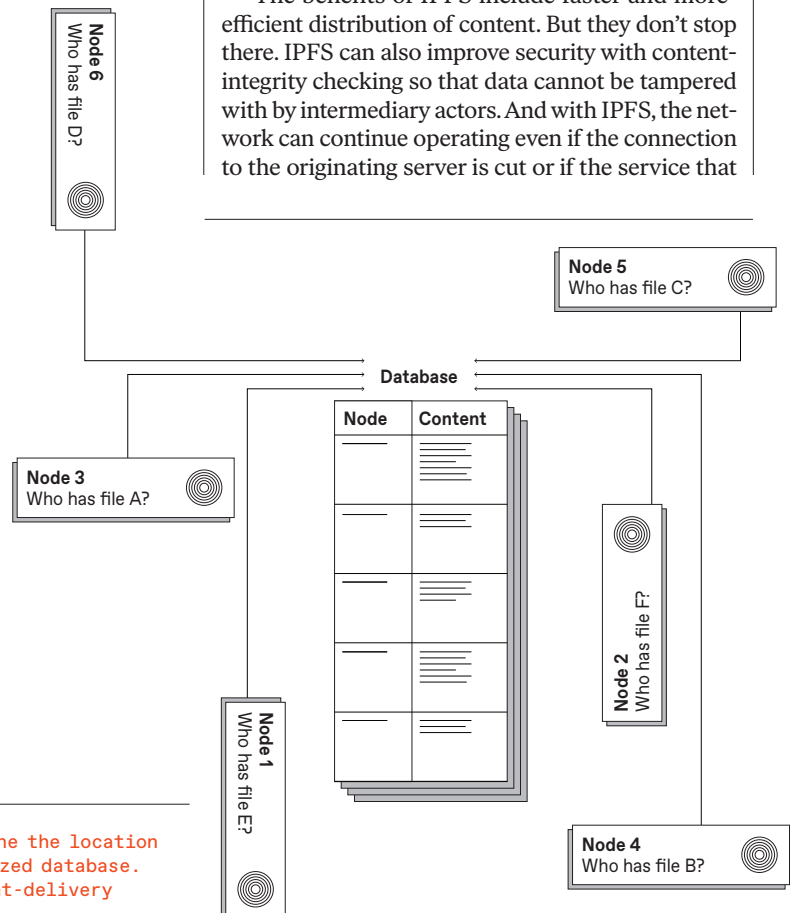 efficient distribution of content. But they don't stop
there. IPFS can also improve security with content-
integrity checking so that data cannot be tampered
with by intermediary actors. And with IPFS, the net-
work can continue operating even if the connection
to the originating server is cut or if the service that
Node 6
Who has file D?
Node 5
Who has file C?
Database
Node Content
Node 3
Who has file A?
Node 2
Who has file F?
Node 1
Who has file E?
Node 4
Who has file B?
the location
database.